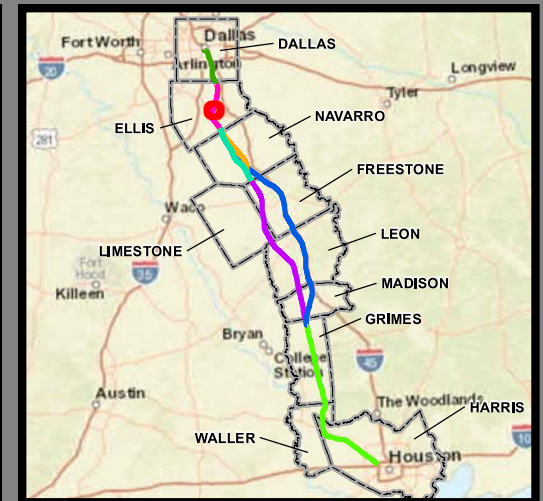 Dallas
DALLAS
Fort Worth
Arlington
Longview
20
Tyler
ELLIS
NAVARRO
281
FREESTONE
Waco
LEON
LIMESTONE
Fort
Hood
35
MADISON
Killeen
GRIMES
Bryan
College
Station
45
Austin
The Woodlands
HARRIS
WALLER
10
Houston